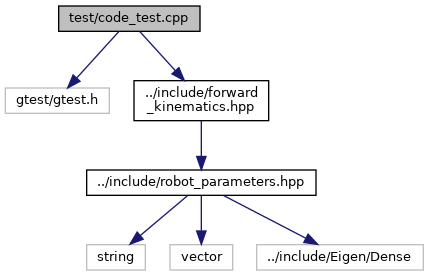 test/code_test.cpp
gtest/gtest.h
../include/forward
_kinematics.hpp
../include/robot_parameters.hpp
string
vector
../include/Eigen/Dense